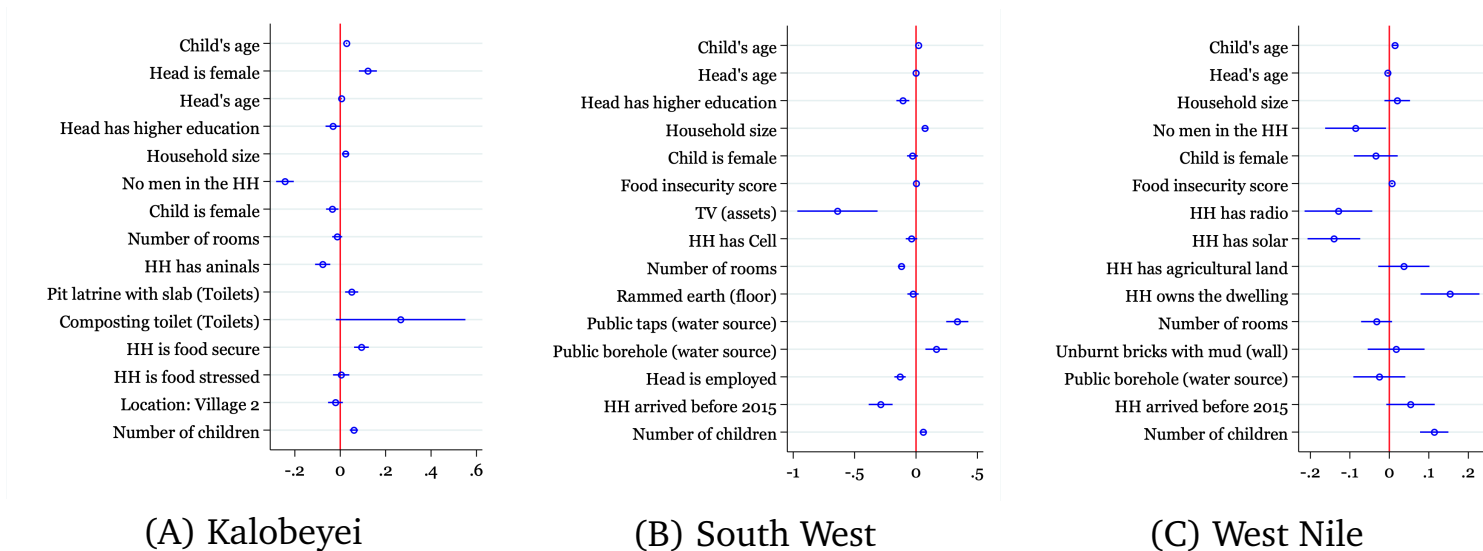 Child's age
Head is female
Head's age
Head has higher education
Household size
No men in the HH
Child is female
Number of rooms
HH has aninals
Pit latrine with slab (Toilets)
Composting toilet (Toilets)
HH is food secure
HH is food stressed
Location: Village 2
Number of children
-.2 0 .2 .4 .6
(A) Kalobeyei
Child's age
Head's age
Head has higher education
Household size
Child is female
Food insecurity score
TV (assets)
HH has Cell
Number of rooms
Rammed earth (floor)
Public taps (water source)
Public borehole (water source)
Head is employed
HH arrived before 2015
Number of children
-1 -.5 0 .5
(B) South West
Child's age
Head's age
Household size
No men in the HH
Child is female
Food insecurity score
HH has radio
HH has solar
HH has agricultural land
HH owns the dwelling
Number of rooms
Unburnt bricks with mud (wall)
Public borehole (water source)
HH arrived before 2015
Number of children
-.2 -.1 0 .1 .2
(C) West Nile